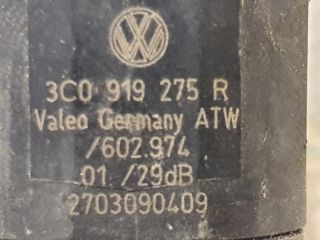 3C0 919 275 R
Valeo Germany ATW
/602.974
01 /29dB
2703090409